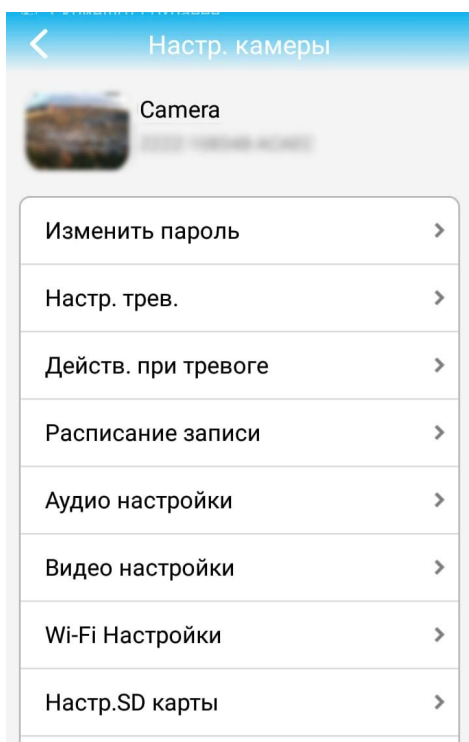 Настр. камеры
Camera
Изменить пароль
Настр. трев.
Действ. при тревоге
Расписание записи
Аудио настройки
Видео настройки
Wi-Fi Настройки
Настр.SD карты